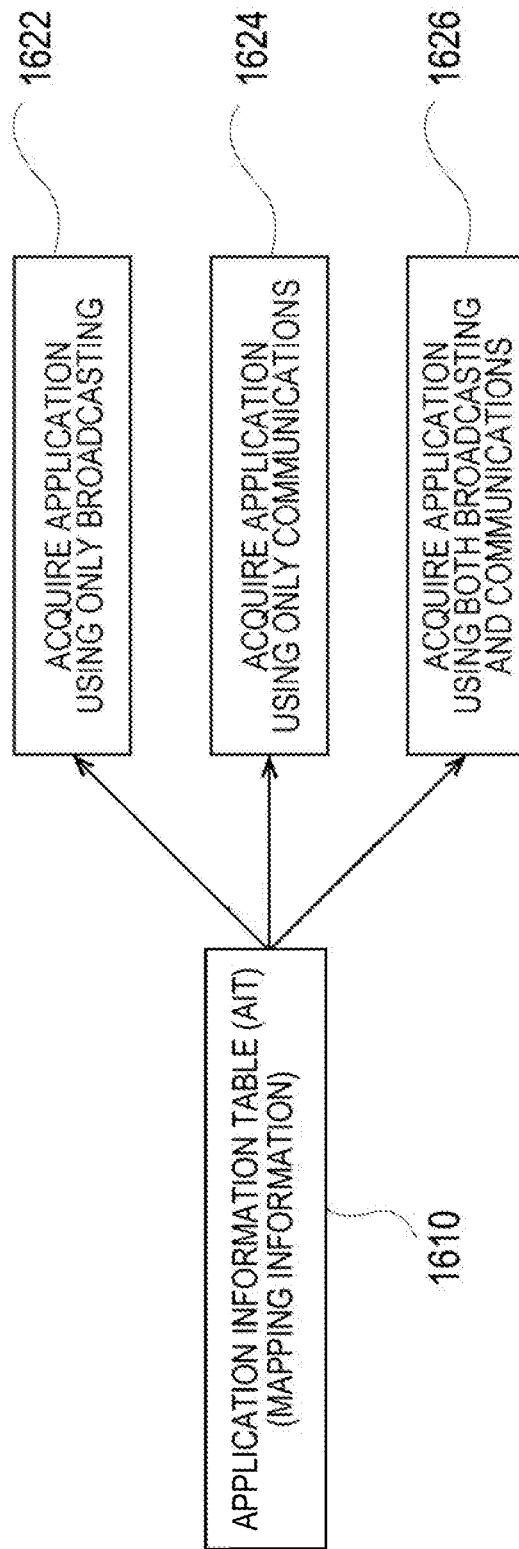 APPLICATION INFORMATION TABLE (AIT)
(MAPPING INFORMATION)
1610
ACQUIRE APPLICATION
USING ONLY BROADCASTING
1622
ACQUIRE APPLICATION
USING ONLY COMMUNICATIONS
1624
ACQUIRE APPLICATION
USING BOTH BROADCASTING
AND COMMUNICATIONS
1626